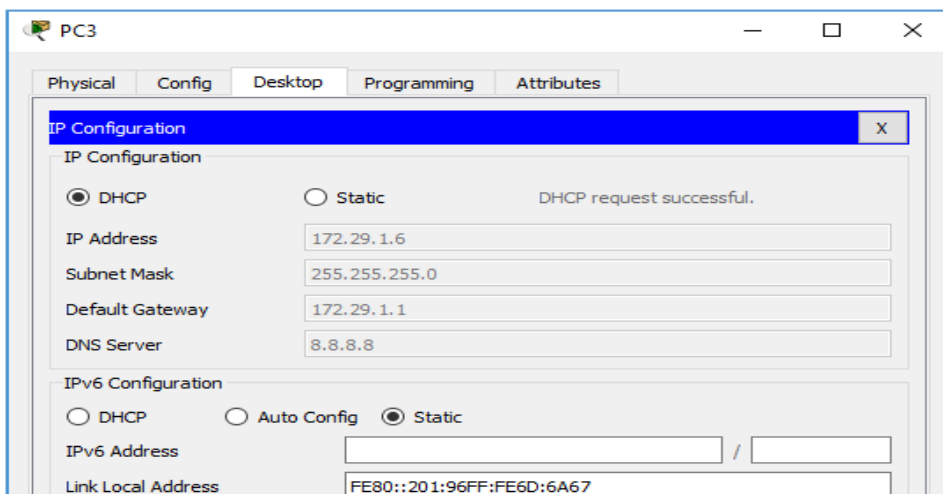 PC3
Physical Config Desktop Programming Attributes
IP Configuration X
IP Configuration
DHCP Static DHCP request successful.
IP Address 172.29.1.6
Subnet Mask 255.255.255.0
Default Gateway 172.29.1.1
DNS Server 8.8.8.8
IPv6 Configuration
DHCP Auto Config Static
IPv6 Address /
Link Local Address FE80::201:96FF:FE6D:6A67